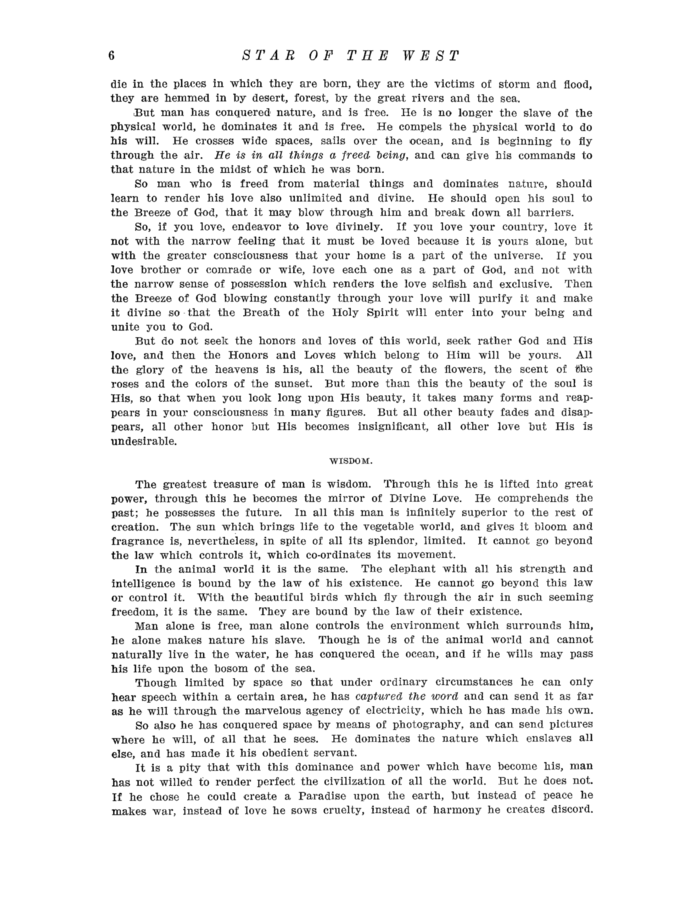 6 STAR OF THE WEST
die in the places in which they are born, they are the victims of storm and flood,
they are hemmed in by desert, forest, by the great rivers and the sea.
But man has conquered nature, and is free. He is no longer the slave of the
physical world, he dominates it and is free. He compels the physical world to do
his will. He crosses wide spaces, sails over the ocean, and is beginning to fly
through the air. He is in all things a freed being, and can give his commands to
that nature in the midst of which he was born.
So man who is freed from material things and dominates nature, should
learn to render his love also unlimited and divine. He should open his soul to
the Breeze of God, that it may blow through him and break down all barriers.
So, if you love, endeavor to love divinely. If you love your country, love it
not with the narrow feeling that it must be loved because it is yours alone, but
with the greater consciousness that your home is a part of the universe. If you
love brother or comrade or wife, love each one as a part of God, and not with
the narrow sense of possession which renders the love selfish and exclusive. Then
the Breeze of God blowing constantly through your love will purify it and make
it divine so that the Breath of the Holy Spirit will enter into your being and
unite you to God.
But do not seek the honors and loves of this world, seek rather God and His
love, and then the Honors and Loves which belong to Him will be yours. All
the glory of the heavens is his, all the beauty of the flowers, the scent of the
roses and the colors of the sunset. But more than this the beauty of the soul is
His, so that when you look long upon His beauty, it takes many forms and reap-
pears in your consciousness in many figures. But all other beauty fades and disap-
pears, all other honor but His becomes insignificant, all other love but His is
undesirable.
WISDOM.
The greatest treasure of man is wisdom. Through this he is lifted into great
power, through this he becomes the mirror of Divine Love. He comprehends the
past; he possesses the future. In all this man is infinitely superior to the rest of
creation. The sun which brings life to the vegetable world, and gives it bloom and
fragrance is, nevertheless, in spite of all its splendor, limited. It cannot go beyond
the law which controls it, which co-ordinates its movement.
In the animal world it is the same. The elephant with all his strength and
intelligence is bound by the law of his existence. He cannot go beyond this law
or control it. With the beautiful birds which fly through the air in such seeming
freedom, it is the same. They are bound by the law of their existence.
Man alone is free, man alone controls the environment which surrounds him,
he alone makes nature his slave. Though he is of the animal world and cannot
naturally live in the water, he has conquered the ocean, and if he wills may pass
his life upon the bosom of the sea.
Though limited by space so that under ordinary circumstances he can only
hear speech within a certain area, he has captured the word and can send it as far
as he will through the marvelous agency of electricity, which he has made his own.
So also he has conquered space by means of photography, and can send pictures
where he will, of all that he sees. He dominates the nature which enslaves all
else, and has made it his obedient servant.
It is a pity that with this dominance and power which have become his, man
has not willed to render perfect the civilization of all the world. But he does not.
If he chose he could create a Paradise upon the earth, but instead of peace he
makes war, instead of love he sows cruelty, instead of harmony he creates discord.